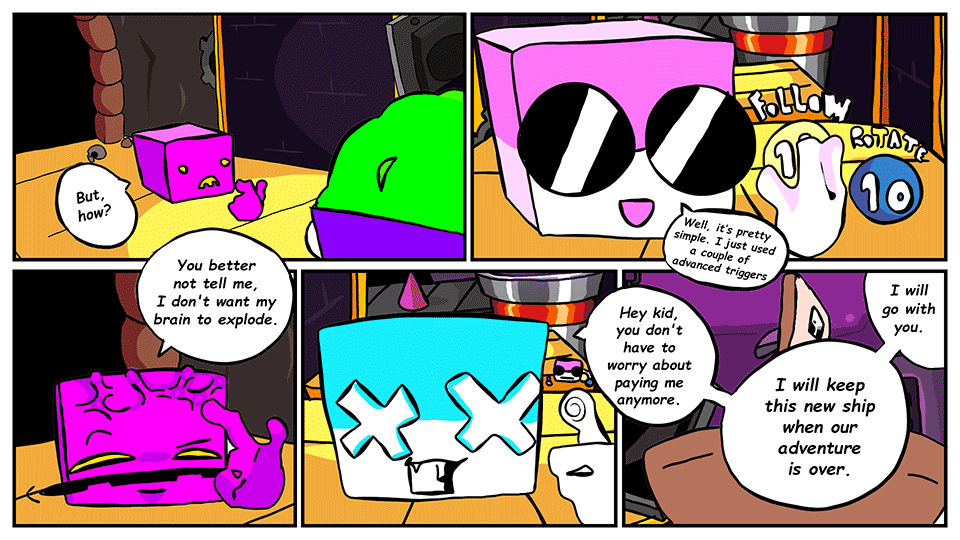 But,
how?
FOLLOW
ROTATE
10
Well, it's pretty
simple. I just used
a couple of
advanced triggers
You better
not tell me,
I don't want my
brain to explode.
Hey kid,
you don't
have to
worry about
paying me
anymore.
I will
go with
you.
I will keep
this new ship
when our
adventure
is over.